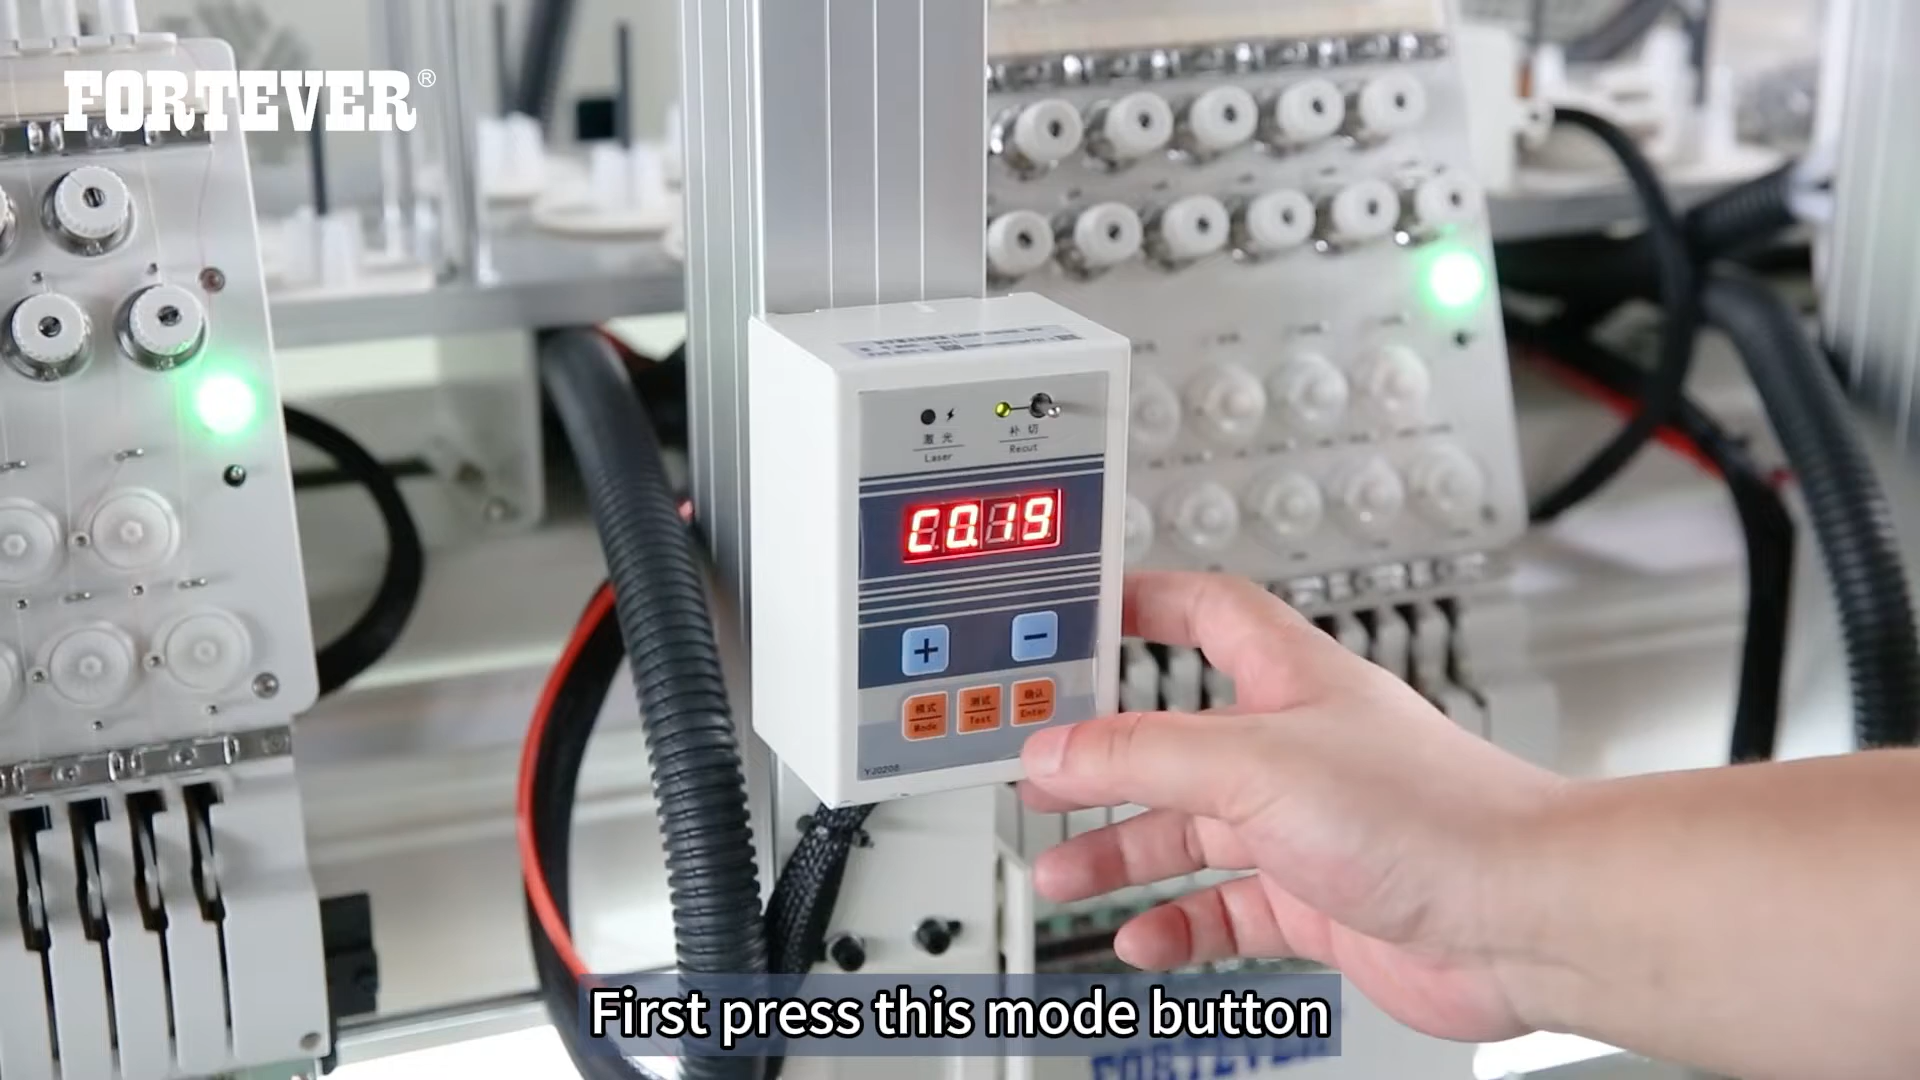 FORTEVER®
激光
Laser
补切
Recut
C0.19
+
−
模式
Mode
测试
Test
确认
Enter
YJ0208
First press this mode button
FORTEVER